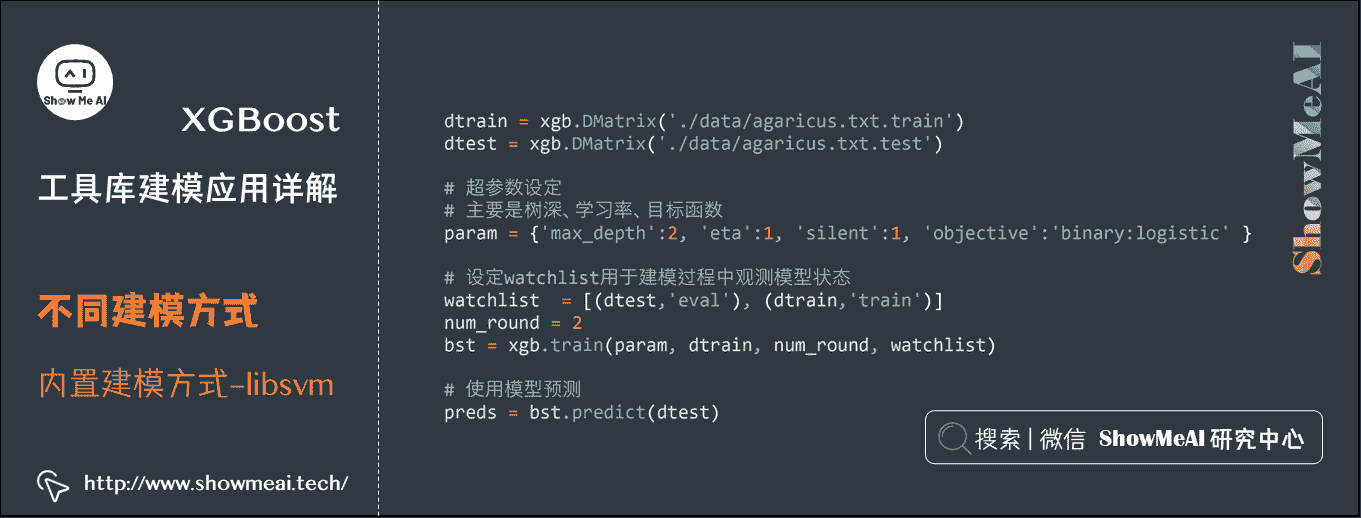 Show Me AI
XGBoost
工具库建模应用详解
不同建模方式
内置建模方式-libsvm
http://www.showmeai.tech/
dtrain = xgb.DMatrix('./data/agaricus.txt.train')
dtest = xgb.DMatrix('./data/agaricus.txt.test')
# 超参数设定
# 主要是树深、学习率、目标函数
param = {'max_depth':2, 'eta':1, 'silent':1, 'objective':'binary:logistic' }
# 设定watchlist用于建模过程中观测模型状态
watchlist  = [(dtest,'eval'), (dtrain,'train')]
num_round = 2
bst = xgb.train(param, dtrain, num_round, watchlist)
# 使用模型预测
preds = bst.predict(dtest)
搜索 | 微信 ShowMeAI 研究中心
ShowMeAI